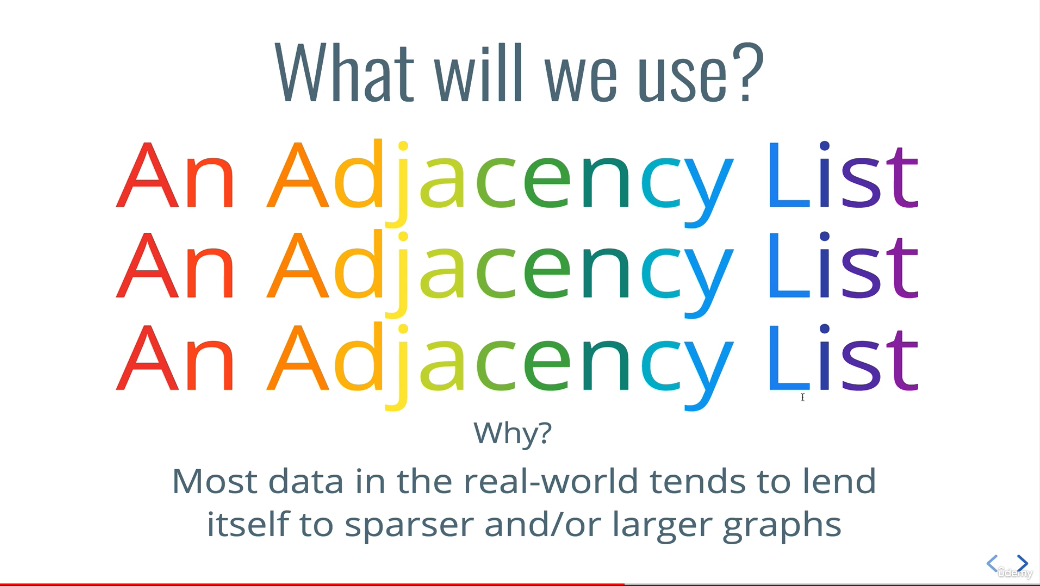 What will we use?
An Adjacency List
An Adjacency List
An Adjacency List
Why?
Most data in the real-world tends to lend
itself to sparser and/or larger graphs
ûdemy